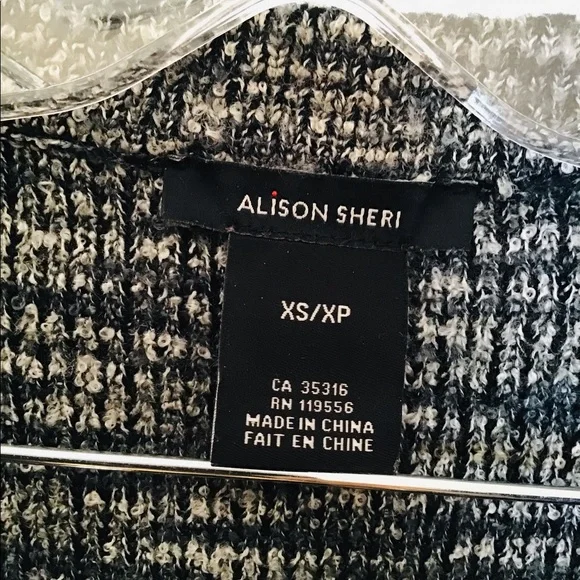 ALiSON SHERI
XS/XP
CA 35316
RN 119556
MADE IN CHINA
FAIT EN CHINE